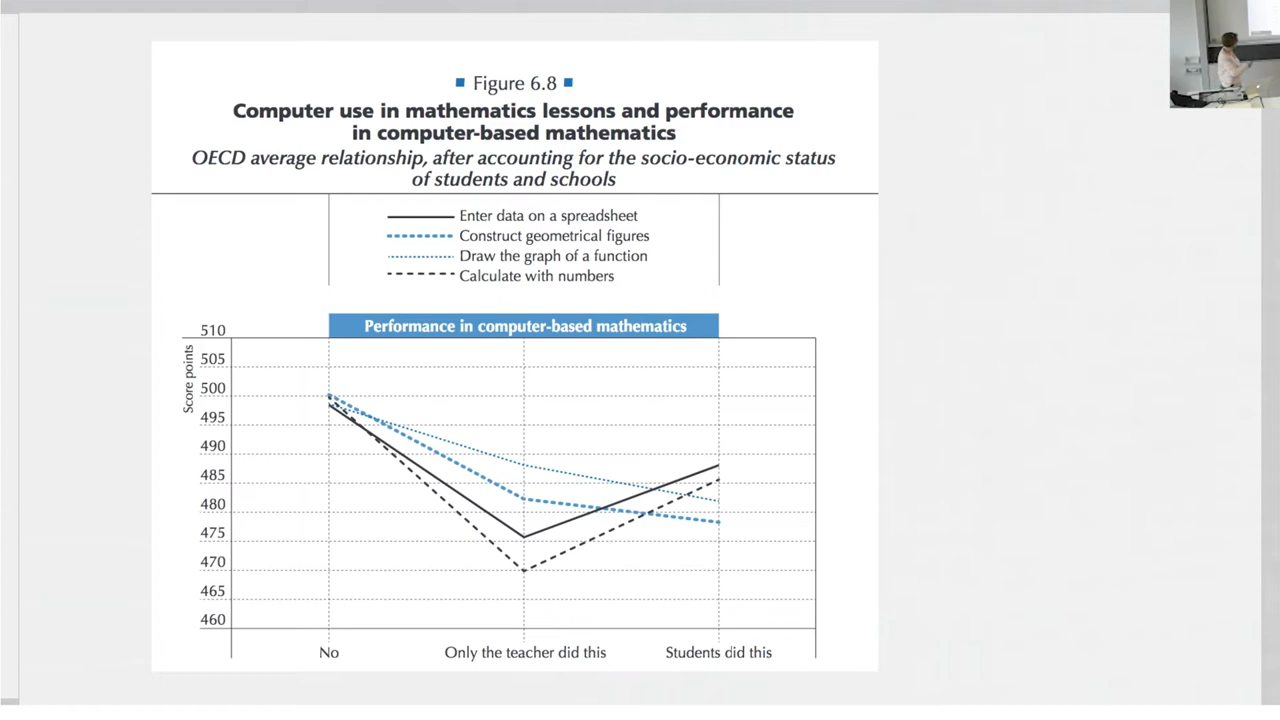 Figure 6.8
Computer use in mathematics lessons and performance
in computer-based mathematics
OECD average relationship, after accounting for the socio-economic status
of students and schools
Enter data on a spreadsheet
Construct geometrical figures
Draw the graph of a function
Calculate with numbers
Performance in computer-based mathematics
Score points
510
505
500
495
490
485
480
475
470
465
460
No
Only the teacher did this
Students did this